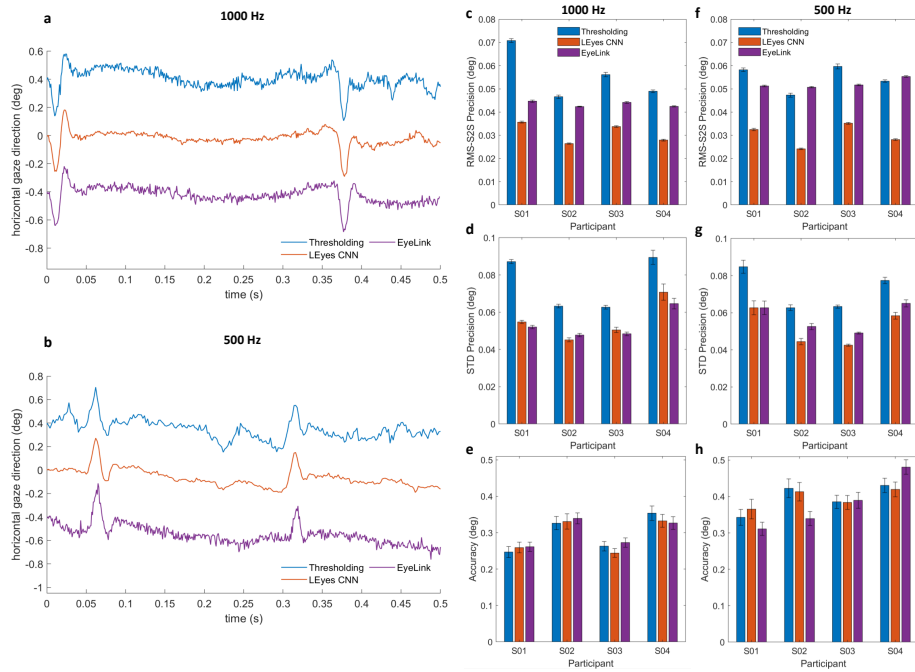 a
1000 Hz
0.6
0.4
0.2
0
-0.2
-0.4
-0.6
-0.8
horizontal gaze direction (deg)
Thresholding
EyeLink
LEyes CNN
0 0.05 0.1 0.15 0.2 0.25 0.3 0.35 0.4 0.45 0.5
time (s)
b
500 Hz
0.8
0.6
0.4
0.2
0
-0.2
-0.4
-0.6
-0.8
-1
horizontal gaze direction (deg)
Thresholding
EyeLink
LEyes CNN
0 0.05 0.1 0.15 0.2 0.25 0.3 0.35 0.4 0.45 0.5
time (s)
c
1000 Hz
0.08
0.07
0.06
0.05
0.04
0.03
0.02
0.01
0
RMS-S2S Precision (deg)
Thresholding
LEyes CNN
EyeLink
S01 S02 S03 S04
Participant
d
0.1
0.08
0.06
0.04
0.02
0
STD Precision (deg)
S01 S02 S03 S04
Participant
e
0.5
0.4
0.3
0.2
0.1
0
Accuracy (deg)
S01 S02 S03 S04
Participant
f
500 Hz
0.08
0.07
0.06
0.05
0.04
0.03
0.02
0.01
0
RMS-S2S Precision (deg)
Thresholding
LEyes CNN
EyeLink
S01 S02 S03 S04
Participant
g
0.1
0.08
0.06
0.04
0.02
0
STD Precision (deg)
S01 S02 S03 S04
Participant
h
0.5
0.4
0.3
0.2
0.1
0
Accuracy (deg)
S01 S02 S03 S04
Participant